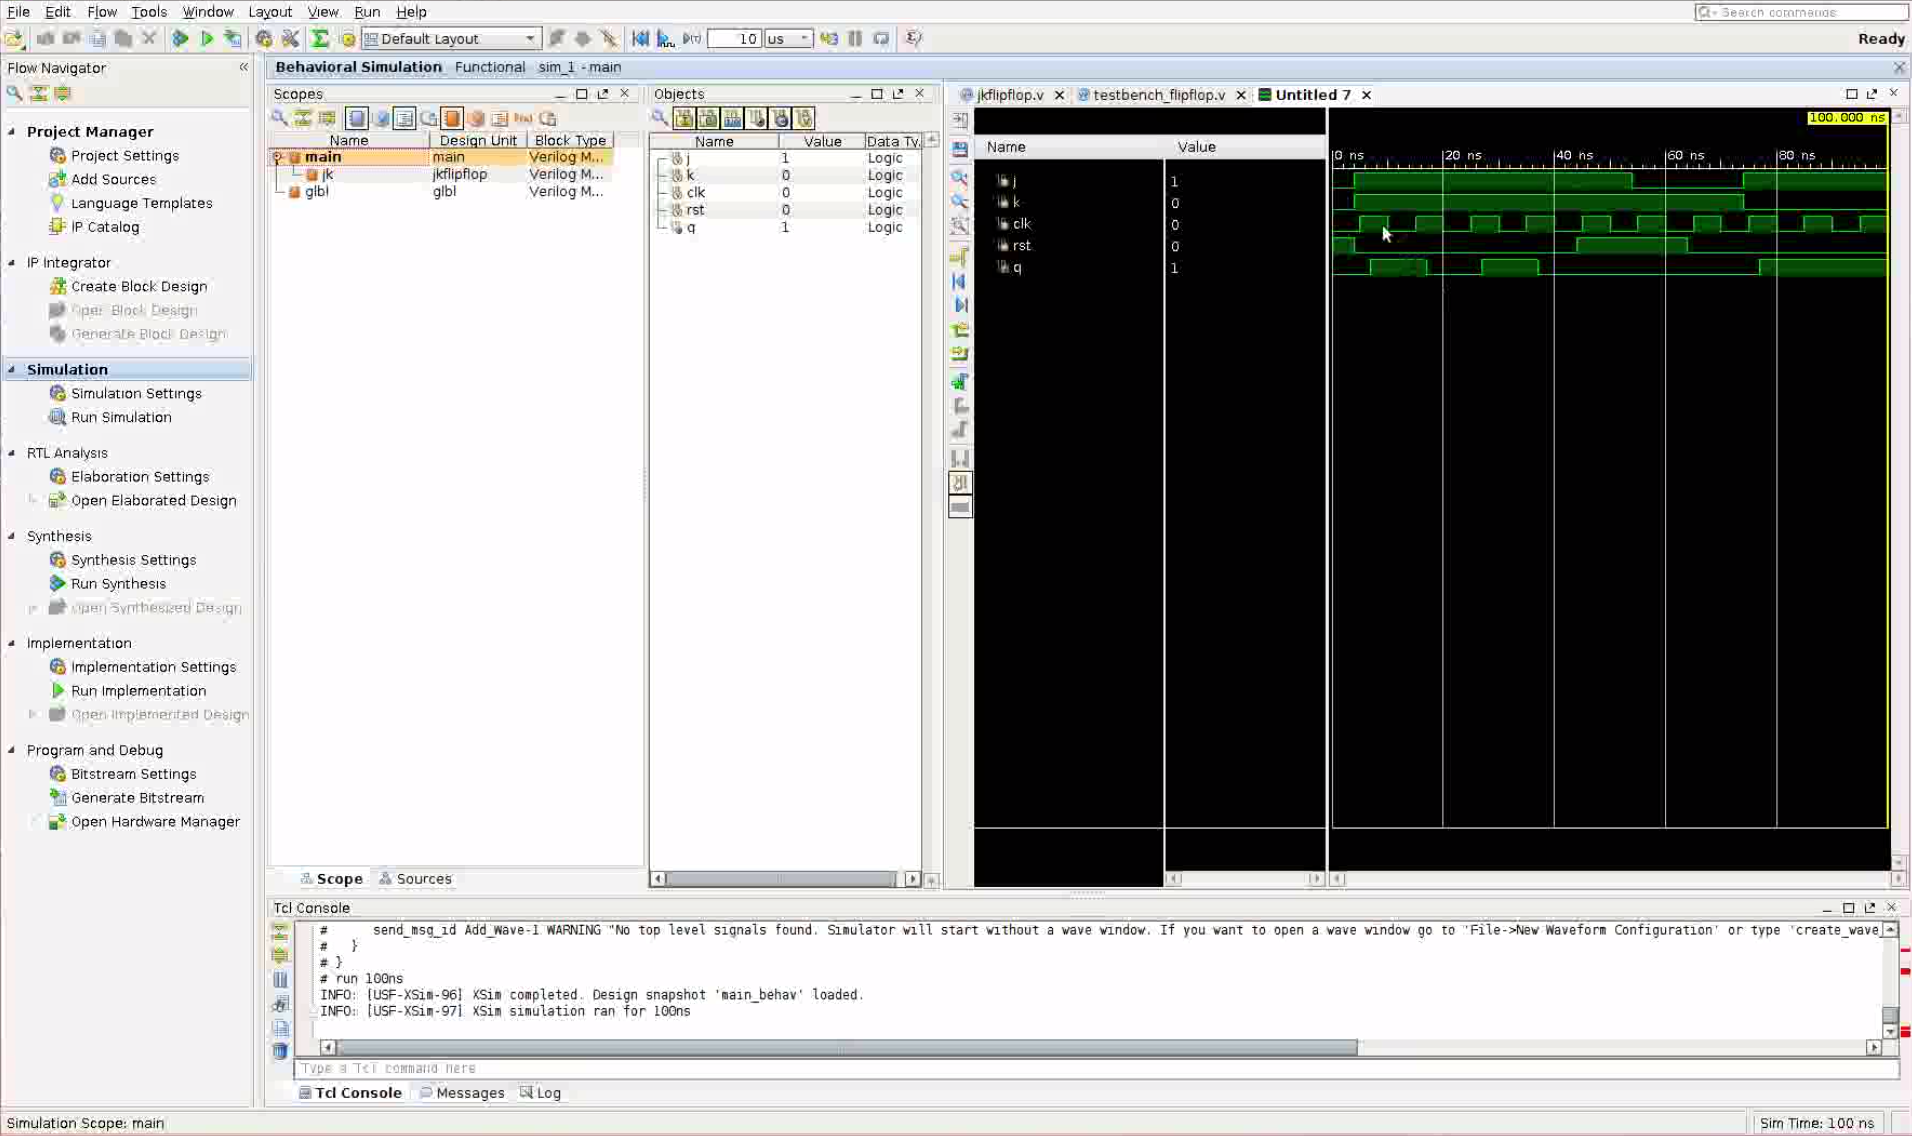 File Edit Flow Tools Window Layout View Run Help
Search commands
Default Layout
10 us
Ready
Flow Navigator
Behavioral Simulation Functional sim_1 - main
Project Manager
Project Settings
Add Sources
Language Templates
IP Catalog
IP Integrator
Create Block Design
Open Block Design
Generate Block Design
Simulation
Simulation Settings
Run Simulation
RTL Analysis
Elaboration Settings
Open Elaborated Design
Synthesis
Synthesis Settings
Run Synthesis
Open Synthesized Design
Implementation
Implementation Settings
Run Implementation
Open Implemented Design
Program and Debug
Bitstream Settings
Generate Bitstream
Open Hardware Manager
Scopes
Name Design Unit Block Type
main main Verilog M...
jk jkflipflop Verilog M...
glbl glbl Verilog M...
Scope Sources
Objects
Name Value Data Ty.
j 1 Logic
k 0 Logic
clk 0 Logic
rst 0 Logic
q 1 Logic
jkflipflop.v testbench_flipflop.v Untitled 7
100.000 ns
Name Value
0 ns 20 ns 40 ns 60 ns 80 ns
j 1
k 0
clk 0
rst 0
q 1
Tcl Console
# send_msg_id Add_Wave-1 WARNING "No top level signals found. Simulator will start without a wave window. If you want to open a wave window go to 'File->New Waveform Configuration' or type 'create_wave_
# }
# }
# run 100ns
INFO: [USF-XSim-96] XSim completed. Design snapshot 'main_behav' loaded.
INFO: [USF-XSim-97] XSim simulation ran for 100ns
Type a Tcl command here
Tcl Console Messages Log
Simulation Scope: main
Sim Time: 100 ns